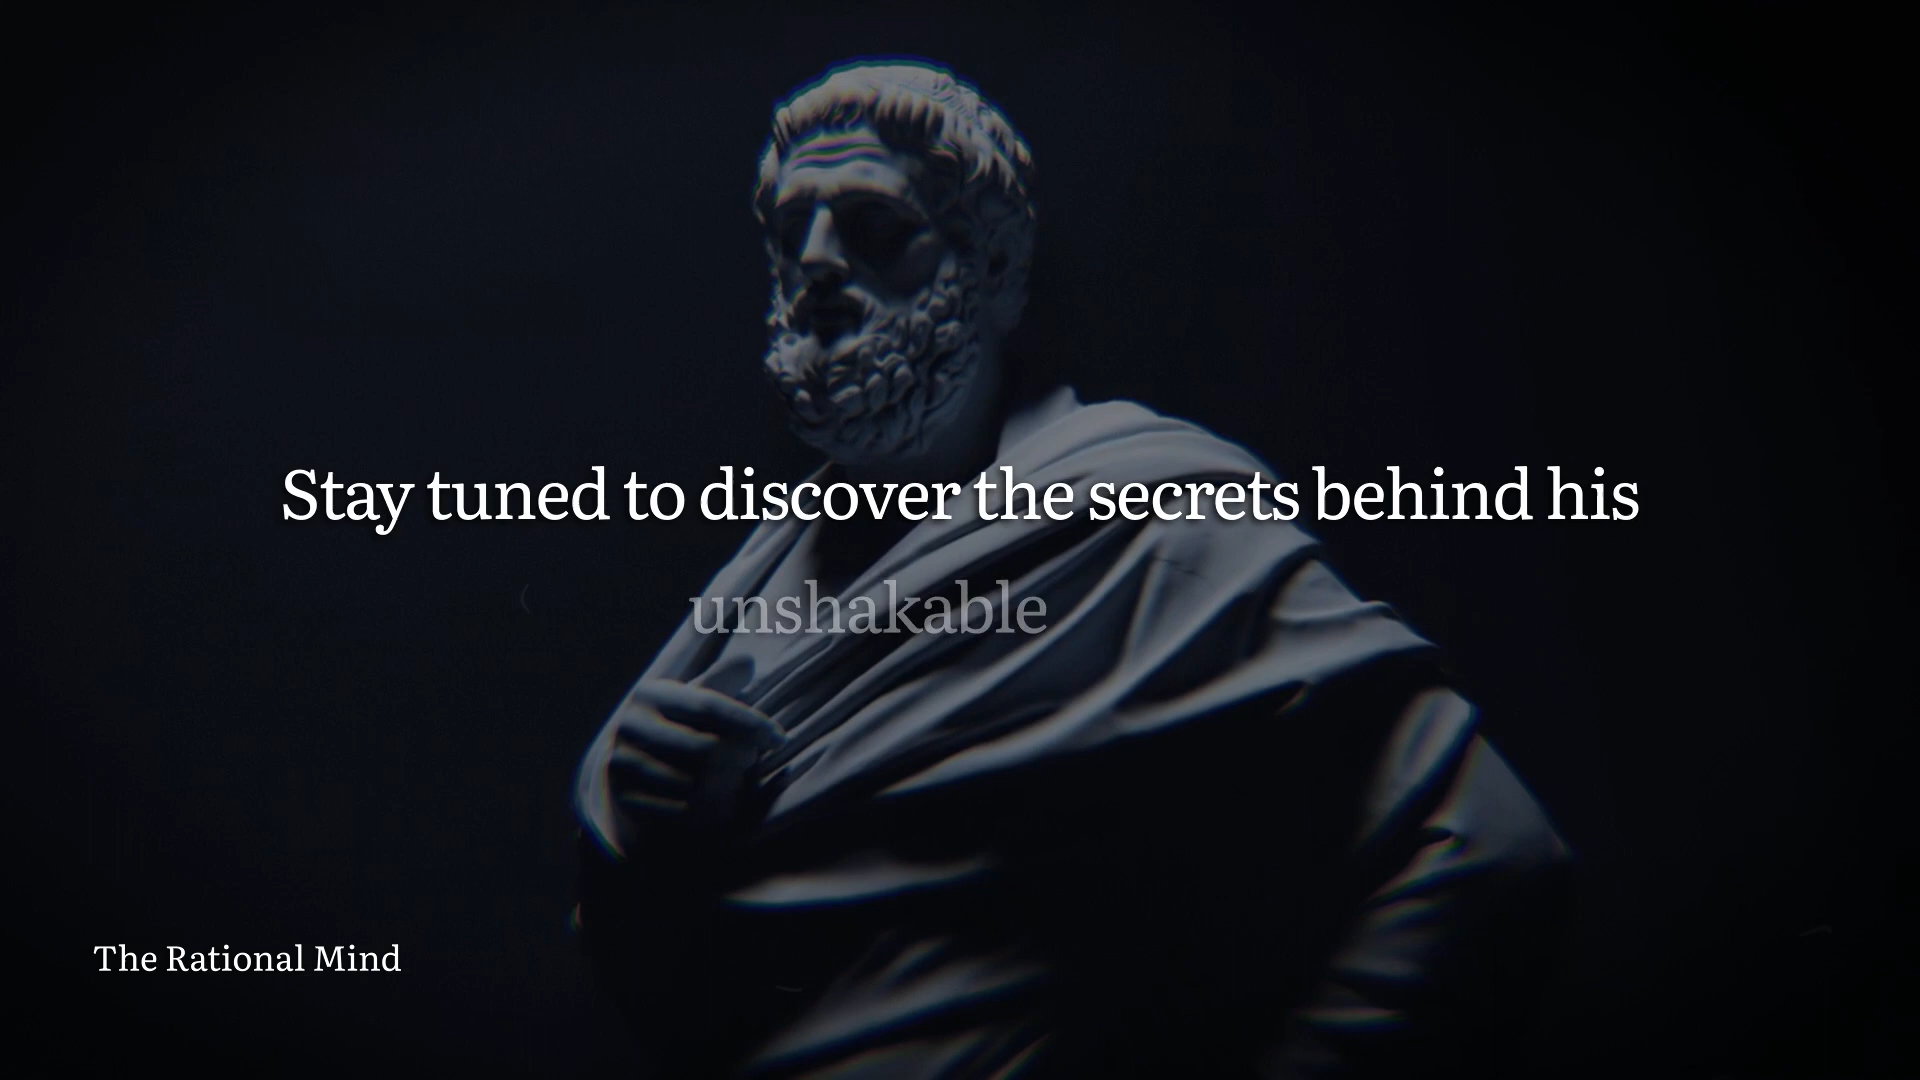 Stay tuned to discover the secrets behind his
unshakable
The Rational Mind